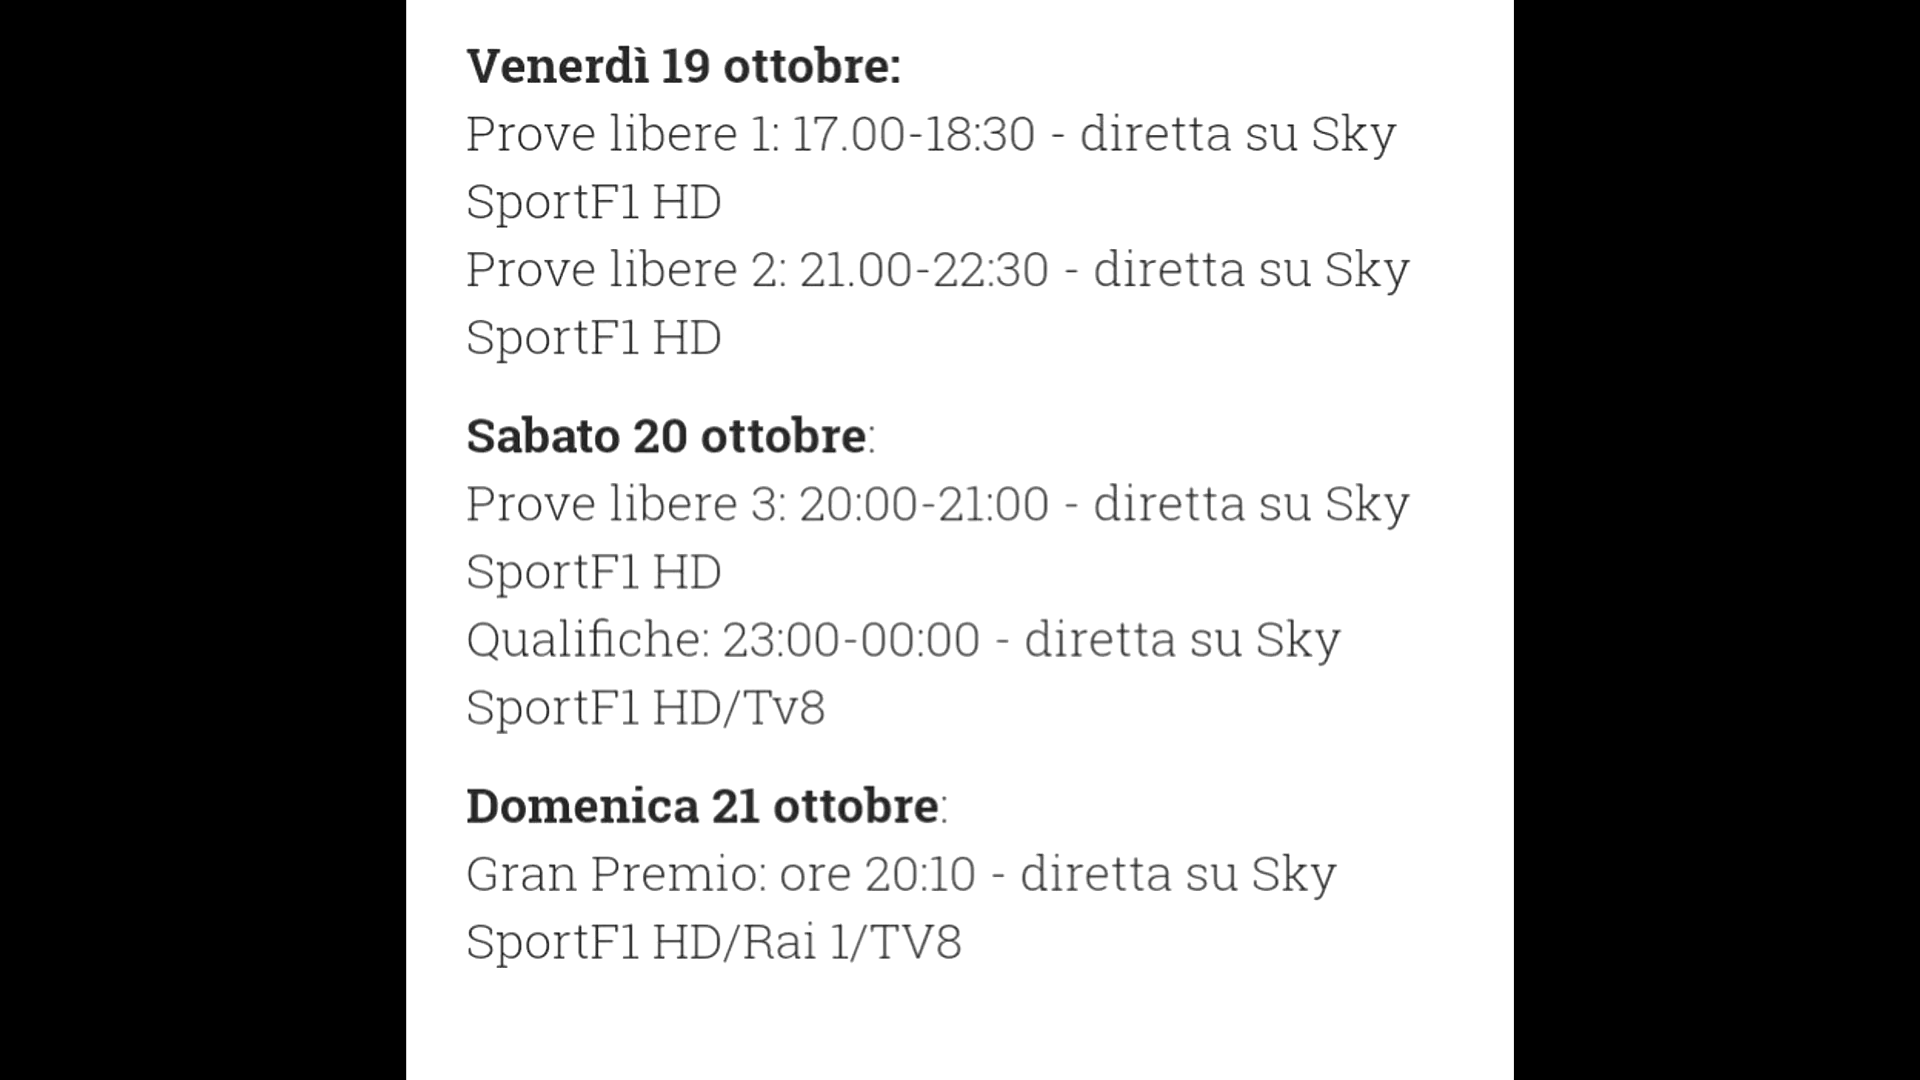 Venerdì 19 ottobre:
Prove libere 1: 17.00-18:30 - diretta su Sky
SportF1 HD
Prove libere 2: 21.00-22:30 - diretta su Sky
SportF1 HD
Sabato 20 ottobre:
Prove libere 3: 20:00-21:00 - diretta su Sky
SportF1 HD
Qualifiche: 23:00-00:00 - diretta su Sky
SportF1 HD/Tv8
Domenica 21 ottobre:
Gran Premio: ore 20:10 - diretta su Sky
SportF1 HD/Rai 1/TV8